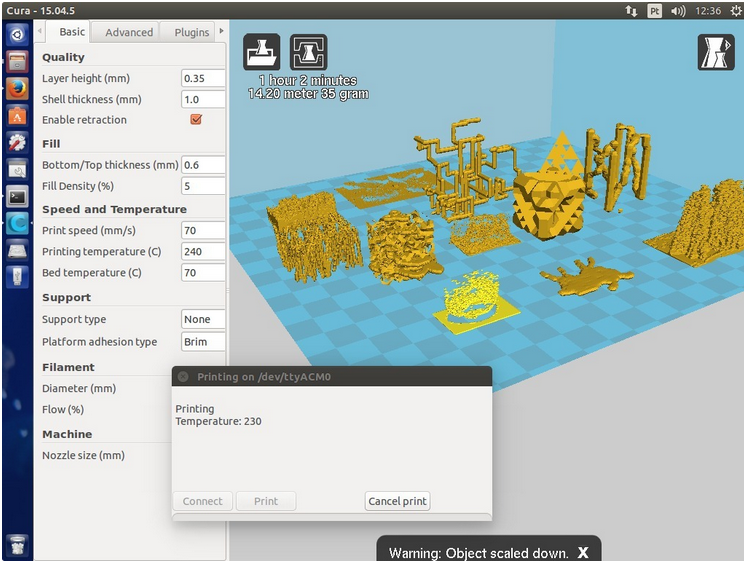 Cura - 15.04.5
Pt 12:36
Basic Advanced Plugins
Quality
Layer height (mm) 0.35
Shell thickness (mm) 1.0
Enable retraction
Fill
Bottom/Top thickness (mm) 0.6
Fill Density (%) 5
Speed and Temperature
Print speed (mm/s) 70
Printing temperature (C) 240
Bed temperature (C) 70
Support
Support type None
Platform adhesion type Brim
Filament
Diameter (mm)
Flow (%)
Machine
Nozzle size (mm)
1 hour 2 minutes
14.20 meter 35 gram
Printing on /dev/ttyACM0
Printing
Temperature: 230
Connect Print Cancel print
Warning: Object scaled down. X